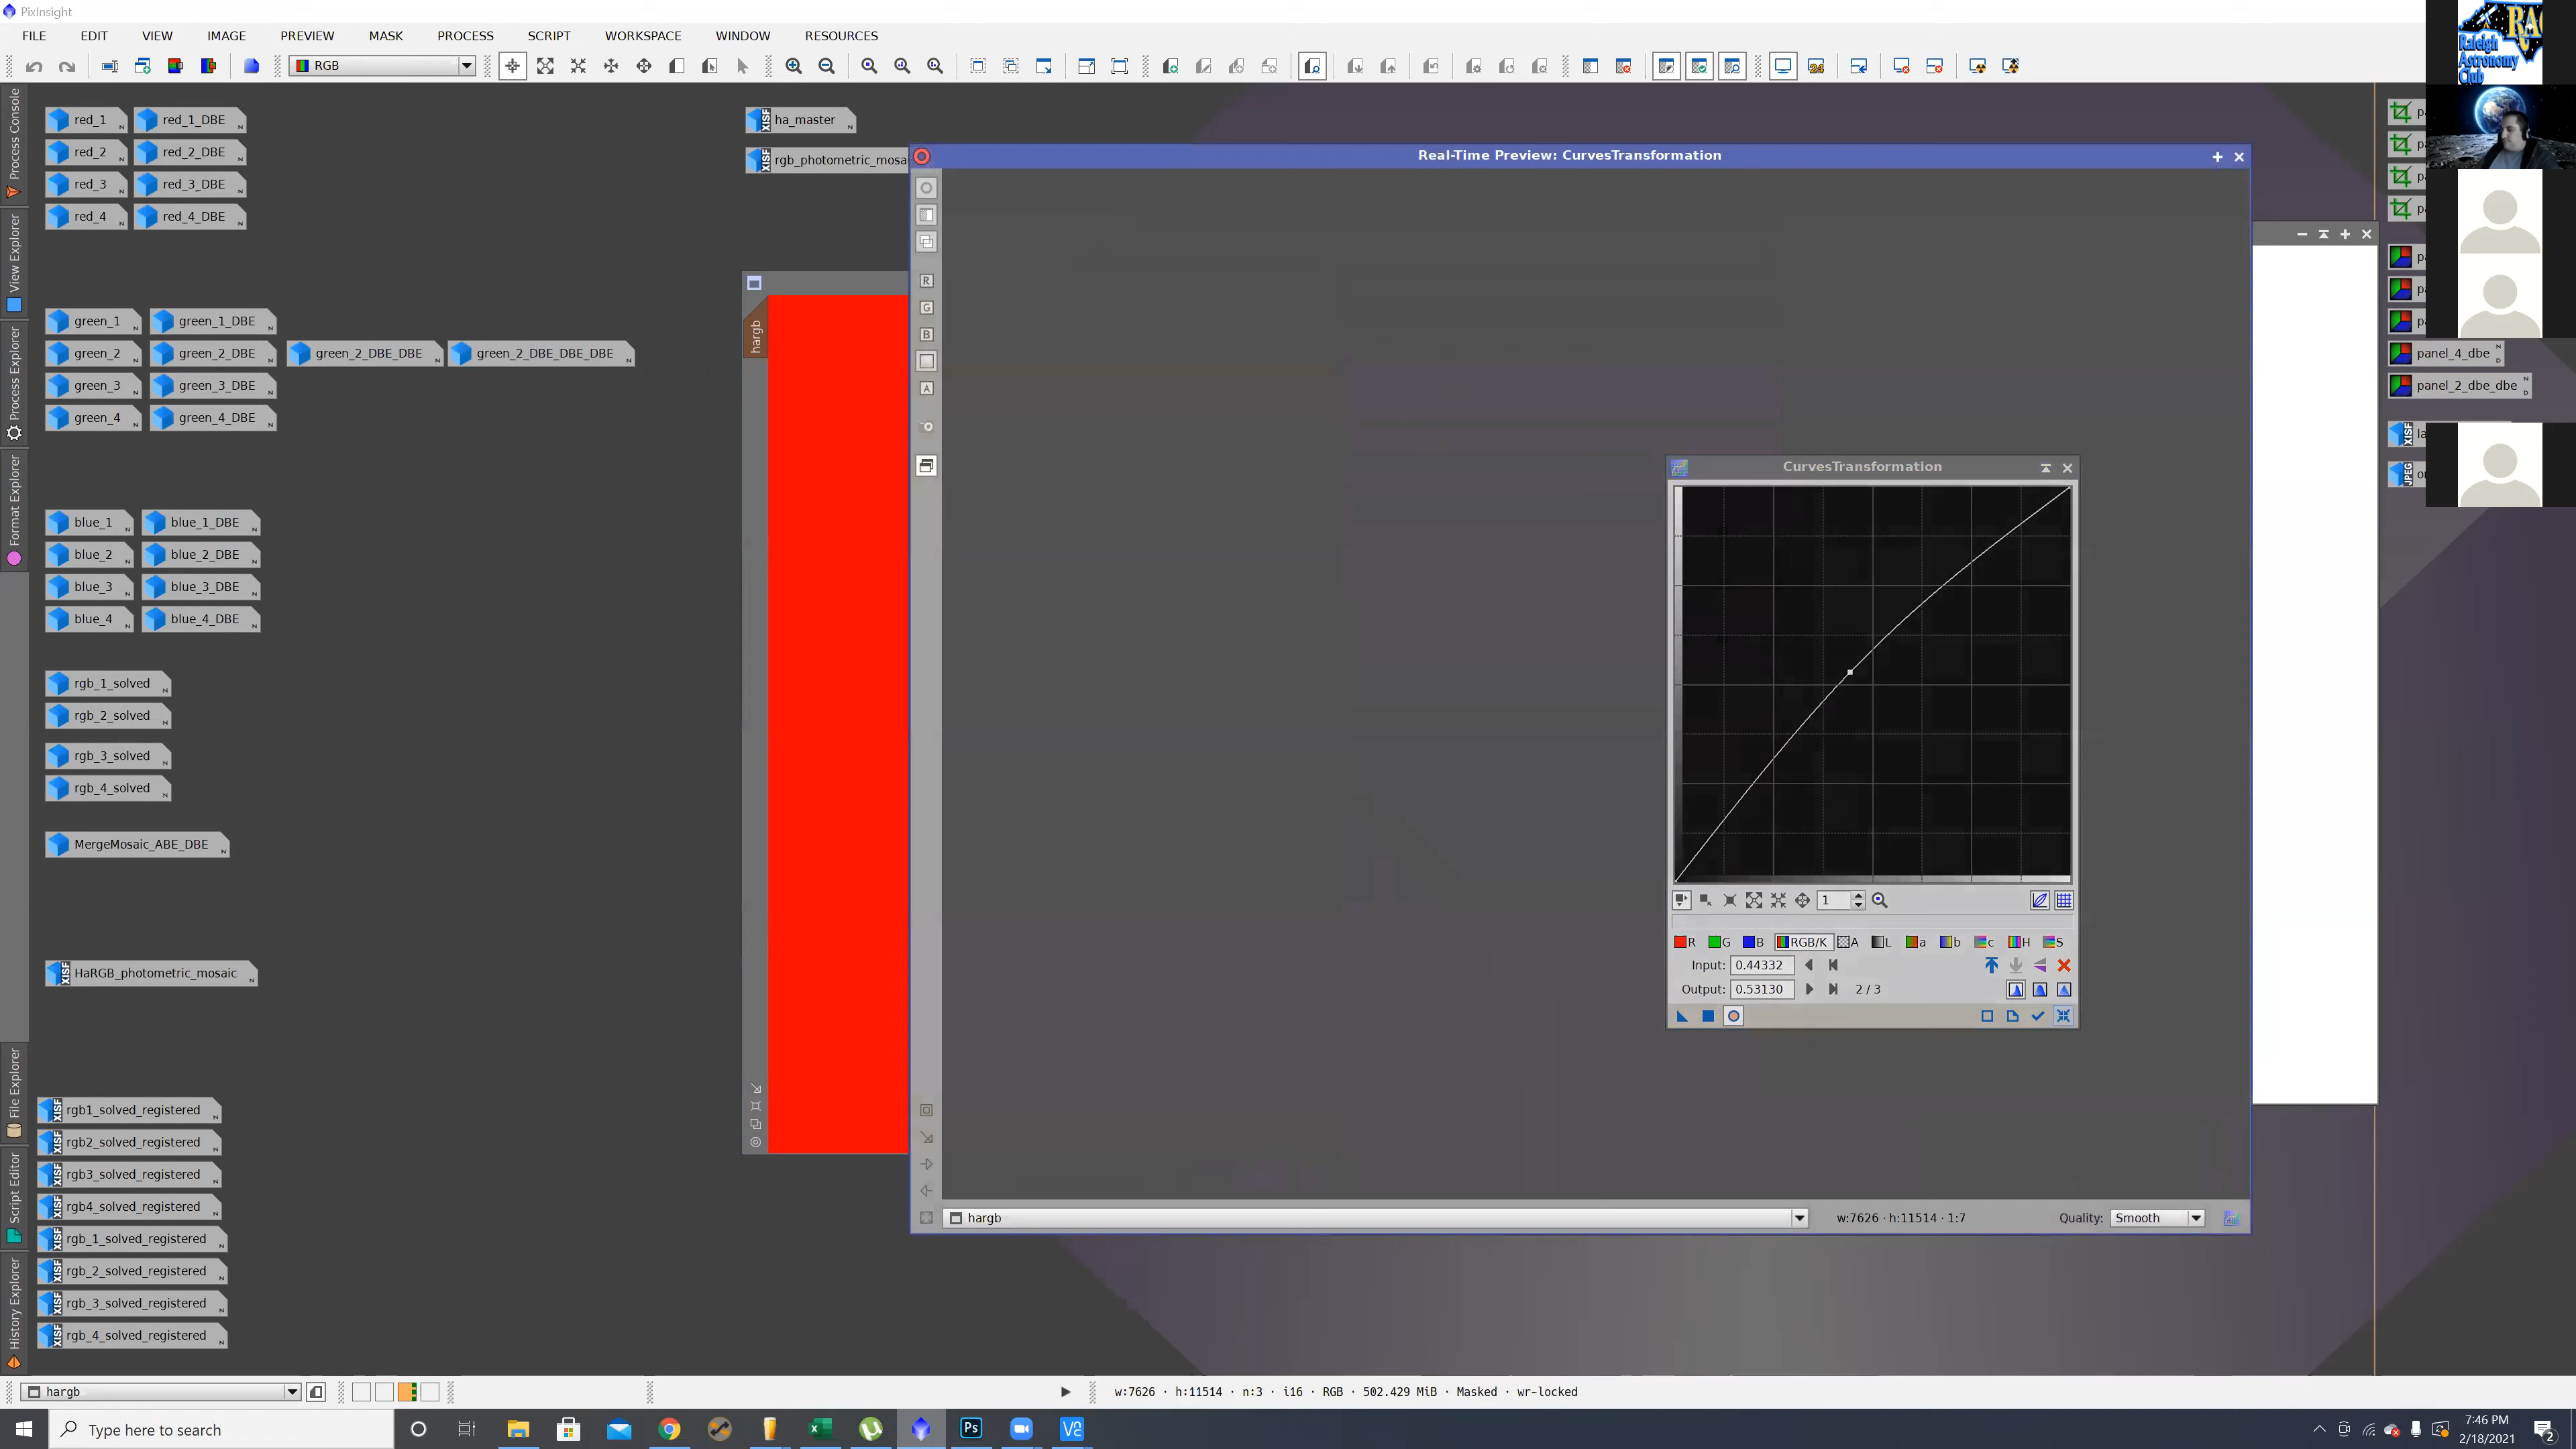 PixInsight
FILE EDIT VIEW IMAGE PREVIEW MASK PROCESS SCRIPT WORKSPACE WINDOW RESOURCES
RGB
24
Raleigh
Astronomy
Club
Process Console
View Explorer
Process Explorer
Format Explorer
File Explorer
Script Editor
History Explorer
red_1 red_1_DBE
red_2 red_2_DBE
red_3 red_3_DBE
red_4 red_4_DBE
green_1 green_1_DBE
green_2 green_2_DBE green_2_DBE_DBE green_2_DBE_DBE_DBE
green_3 green_3_DBE
green_4 green_4_DBE
blue_1 blue_1_DBE
blue_2 blue_2_DBE
blue_3 blue_3_DBE
blue_4 blue_4_DBE
rgb_1_solved
rgb_2_solved
rgb_3_solved
rgb_4_solved
MergeMosaic_ABE_DBE
HaRGB_photometric_mosaic
rgb1_solved_registered
rgb2_solved_registered
rgb3_solved_registered
rgb4_solved_registered
rgb_1_solved_registered
rgb_2_solved_registered
rgb_3_solved_registered
rgb_4_solved_registered
ha_master
rgb_photometric_mosa
hargb
Real-Time Preview: CurvesTransformation
R
G
B
A
CurvesTransformation
1
R G B RGB/K A L a b c H S
Input: 0.44332
Output: 0.53130 2 / 3
hargb w:7626 · h:11514 · 1:7 Quality: Smooth
panel_4_dbe
panel_2_dbe_dbe
hargb w:7626 · h:11514 · n:3 · i16 · RGB · 502.429 MiB · Masked · wr-locked
Type here to search
Ps
7:46 PM
2/18/2021
2